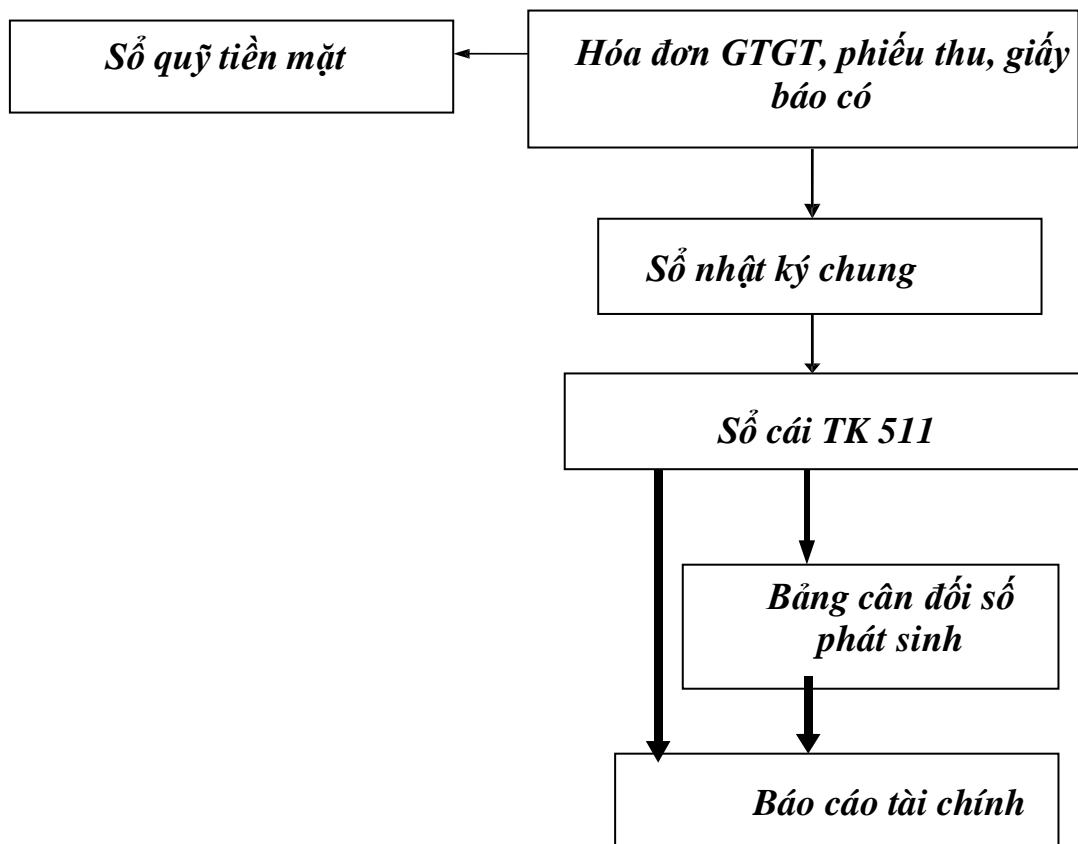 Sổ quỹ tiền mặt
Hóa đơn GTGT, phiếu thu, giấy
báo có
Sổ nhật ký chung
Sổ cái TK 511
Bảng cân đối số
phát sinh
Báo cáo tài chính